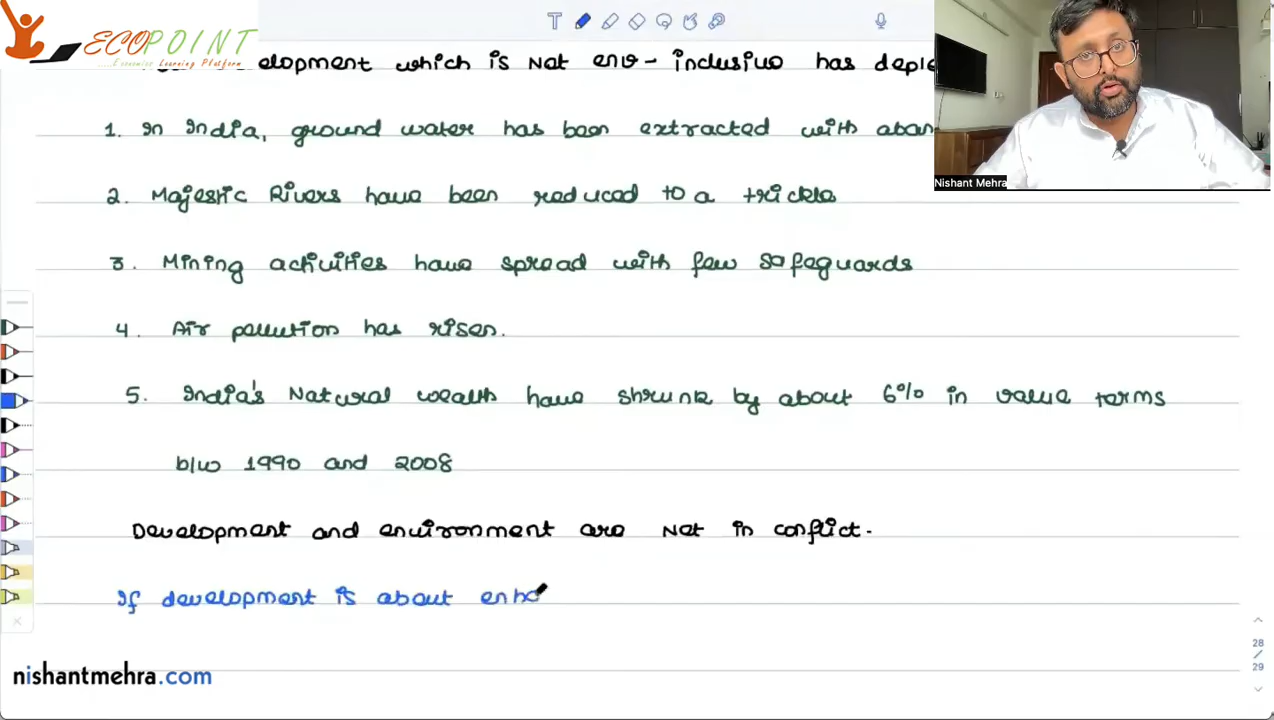 ECOPOINT
...Economics Learning Platform
development which is Not env - inclusive has deple
1. In India, ground water has been extracted with aban
Nishant Mehra
2. Majestic Rivers have been reduced to a trickle
3. Mining activities have spread with few safeguards
4. Air pollution has risen.
5. India's Natural wealth have shrunk by about 6% in value terms
b/w 1990 and 2008
Development and environment are Not in conflict.
If development is about enha
28
/
29
nishantmehra.com